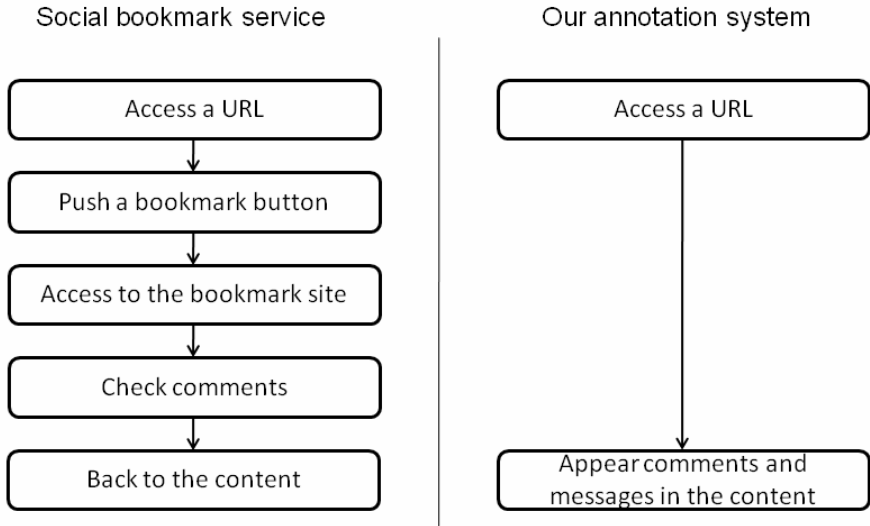 Social bookmark service
Access a URL
Push a bookmark button
Access to the bookmark site
Check comments
Back to the content
Our annotation system
Access a URL
Appear comments and
messages in the content